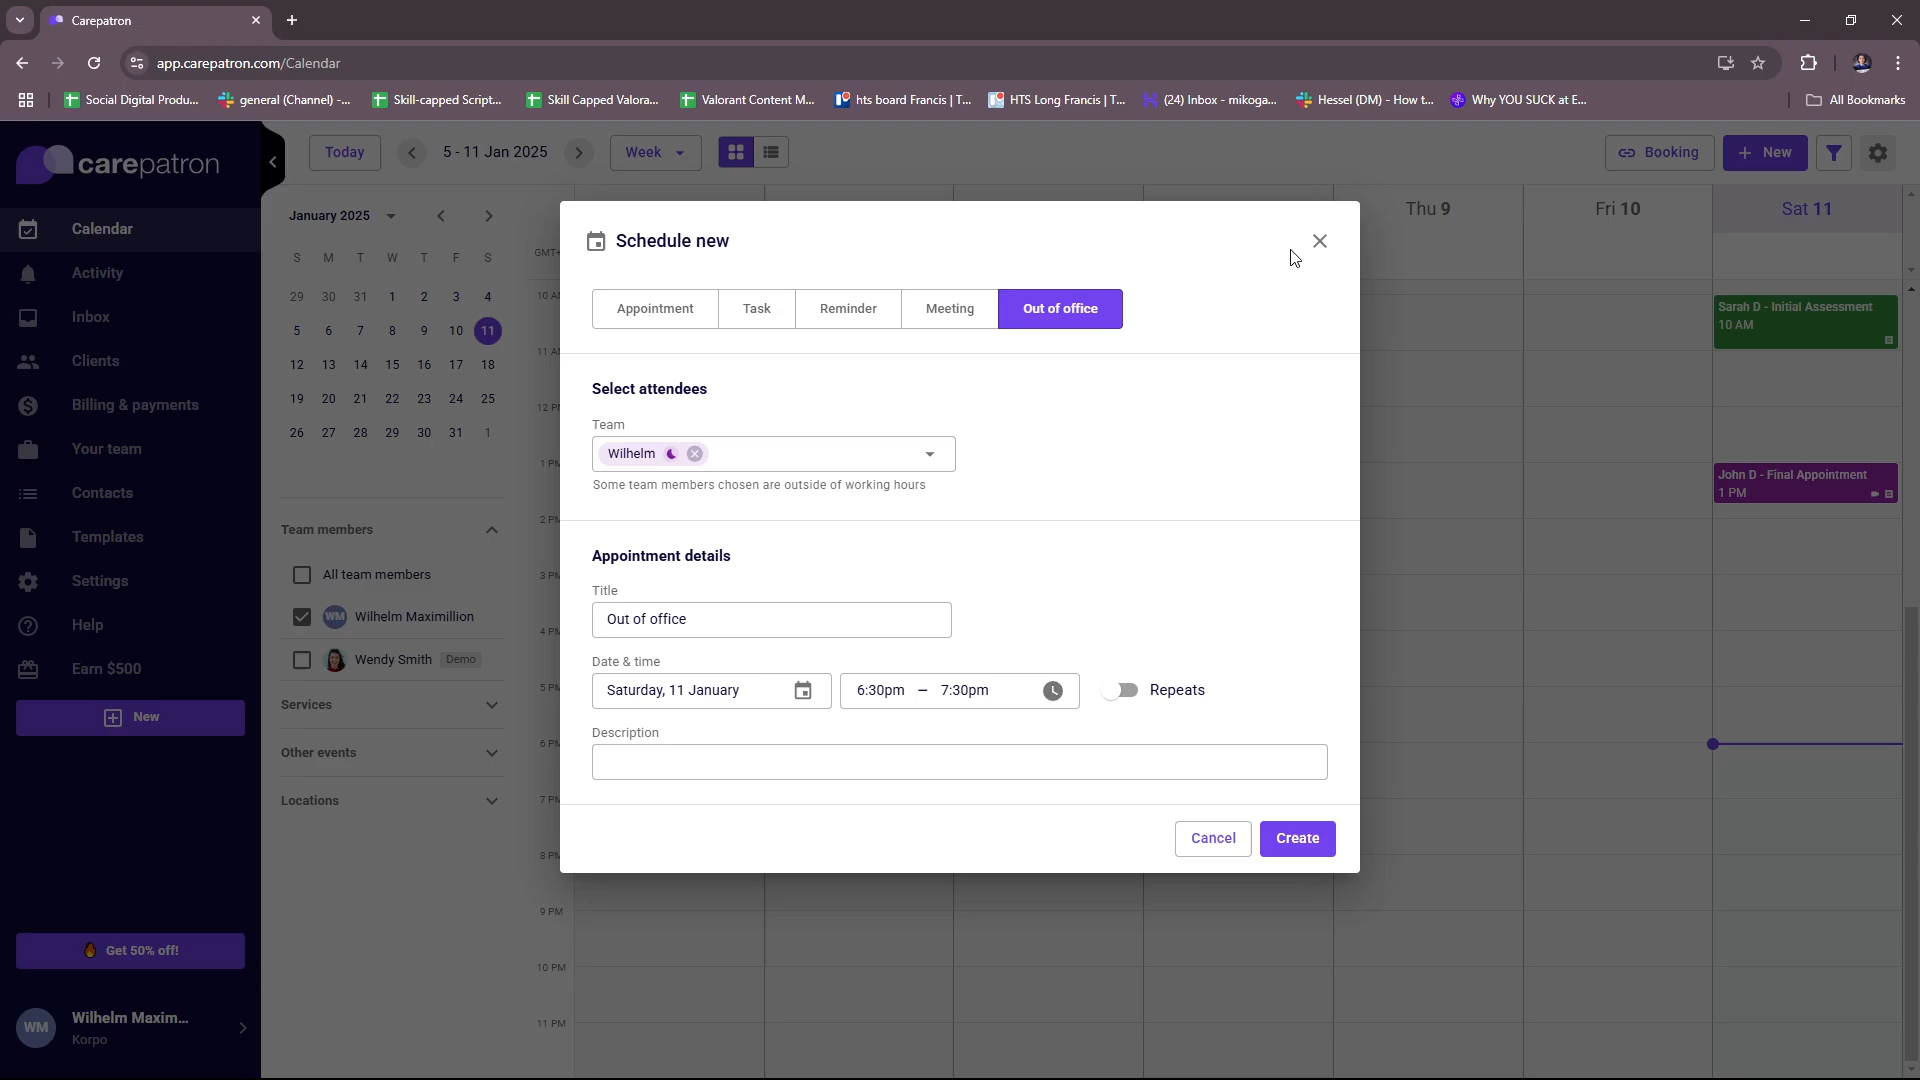 Carepatron
app.carepatron.com/Calendar
Social Digital Produ...
general (Channel) -...
Skill-capped Script...
Skill Capped Valora...
Valorant Content M...
hts board Francis | T...
HTS Long Francis | T...
(24) Inbox - mikoga...
Hessel (DM) - How t...
Why YOU SUCK at E...
All Bookmarks
carepatron
Today
5 - 11 Jan 2025
Week
Booking
New
Calendar
Activity
Inbox
Clients
Billing & payments
Your team
Contacts
Templates
Settings
Help
Earn $500
New
Get 50% off!
WM
Wilhelm Maxim...
Korpo
January 2025
S M T W T F S
29 30 31 1 2 3 4
5 6 7 8 9 10 11
12 13 14 15 16 17 18
19 20 21 22 23 24 25
26 27 28 29 30 31 1
Team members
All team members
WM Wilhelm Maximillion
Wendy Smith Demo
Services
Other events
Locations
Thu 9
Fri 10
Sat 11
9 PM
10 PM
11 PM
Sarah D - Initial Assessment
10 AM
John D - Final Appointment
1 PM
Schedule new
Appointment
Task
Reminder
Meeting
Out of office
Select attendees
Team
Wilhelm
Some team members chosen are outside of working hours
Appointment details
Title
Out of office
Date & time
Saturday, 11 January
6:30pm – 7:30pm
Repeats
Description
Cancel
Create